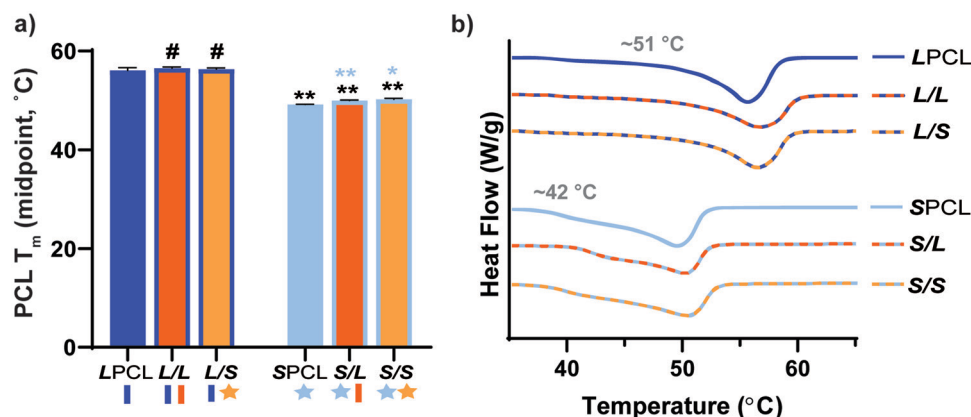 a)
PCL Tm (midpoint, ˚C)
60
40
20
0
#
#
**
**
**
*
**
LPCL
L/L
L/S
SPCL
S/L
S/S
b)
Heat Flow (W/g)
~51 °C
~42 °C
LPCL
L/L
L/S
SPCL
S/L
S/S
40
50
60
Temperature (°C)